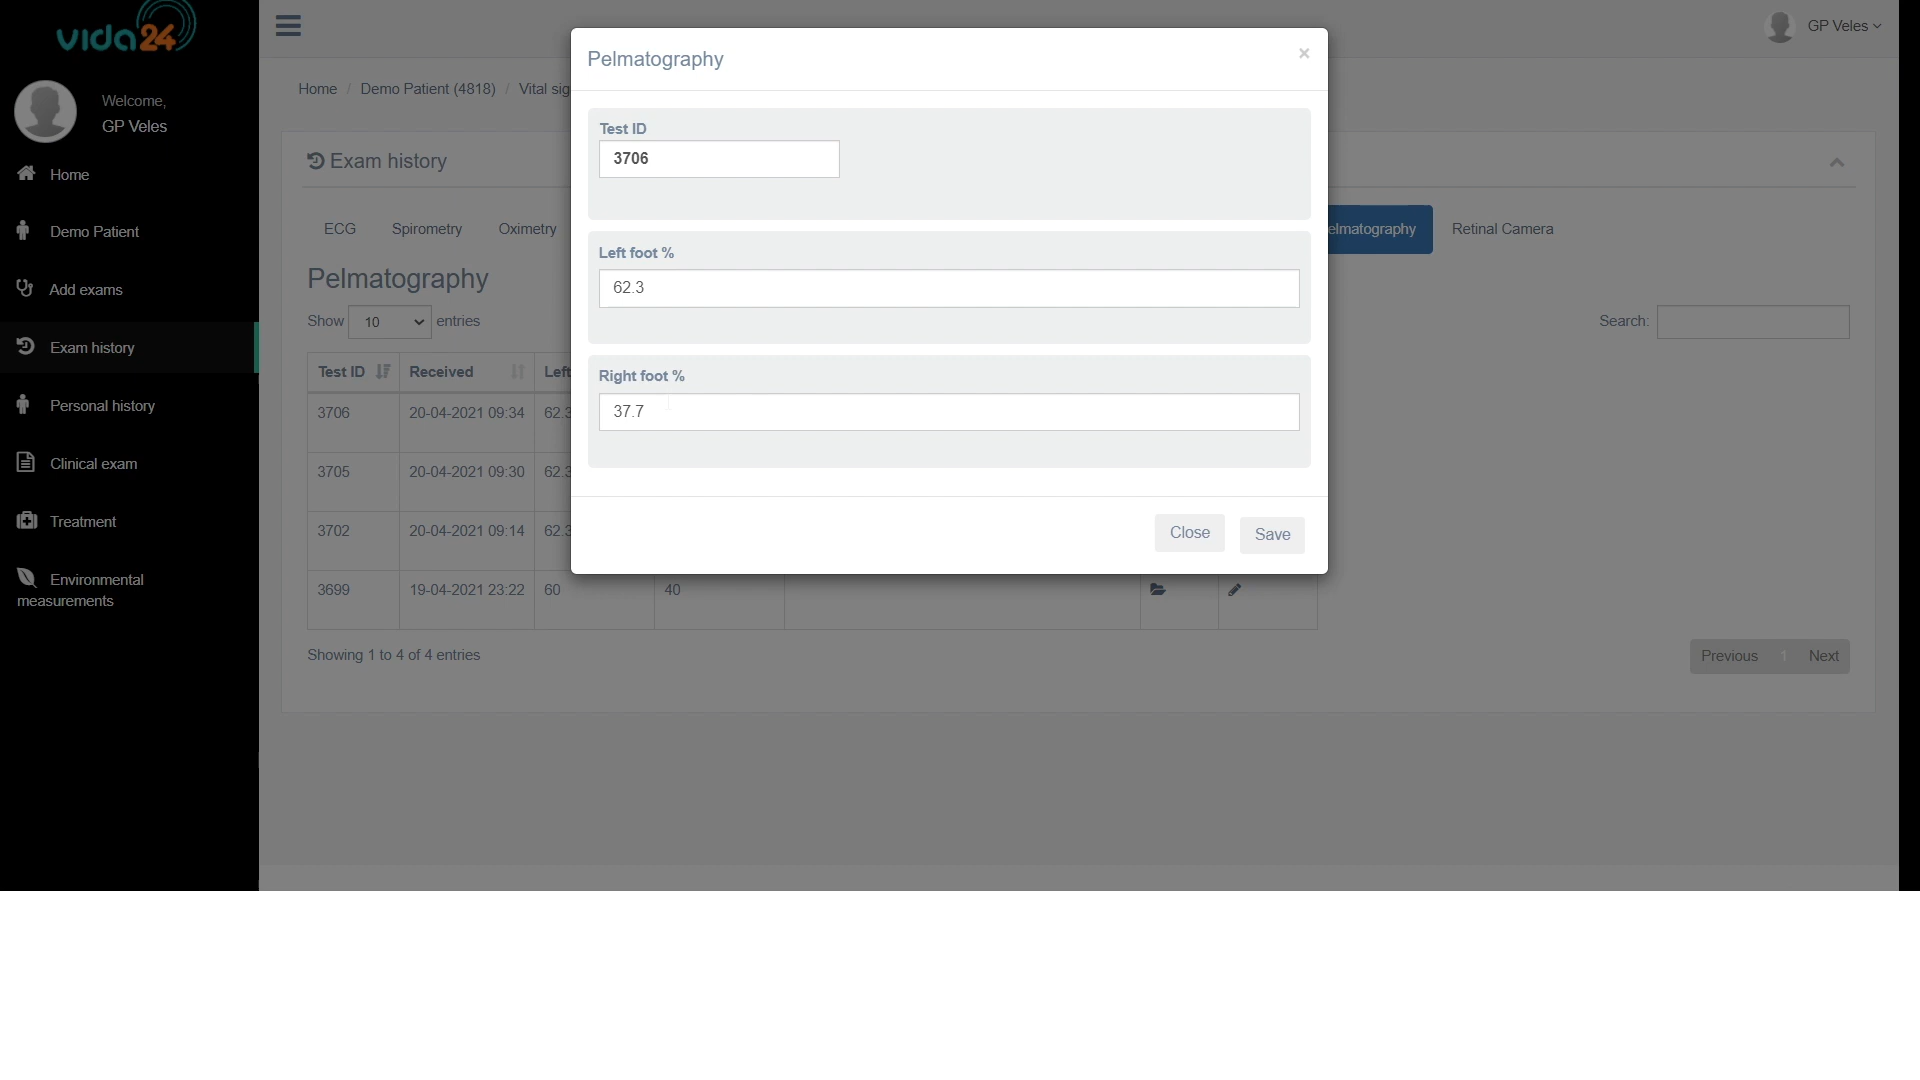 vida24
Welcome,
GP Veles
Home
Demo Patient
Add exams
Exam history
Personal history
Clinical exam
Treatment
Environmental
measurements
GP Veles
Home / Demo Patient (4818) / Vital sig
Exam history
ECG Spirometry Oximetry elmatography Retinal Camera
Pelmatography
Show 10 entries Search:
Test ID Received Left
3706 20-04-2021 09:34 62.3
3705 20-04-2021 09:30 62.3
3702 20-04-2021 09:14 62.3
3699 19-04-2021 23:22 60 40
Showing 1 to 4 of 4 entries
Previous 1 Next
Pelmatography ×
Test ID
3706
Left foot %
62.3
Right foot %
37.7
Close Save